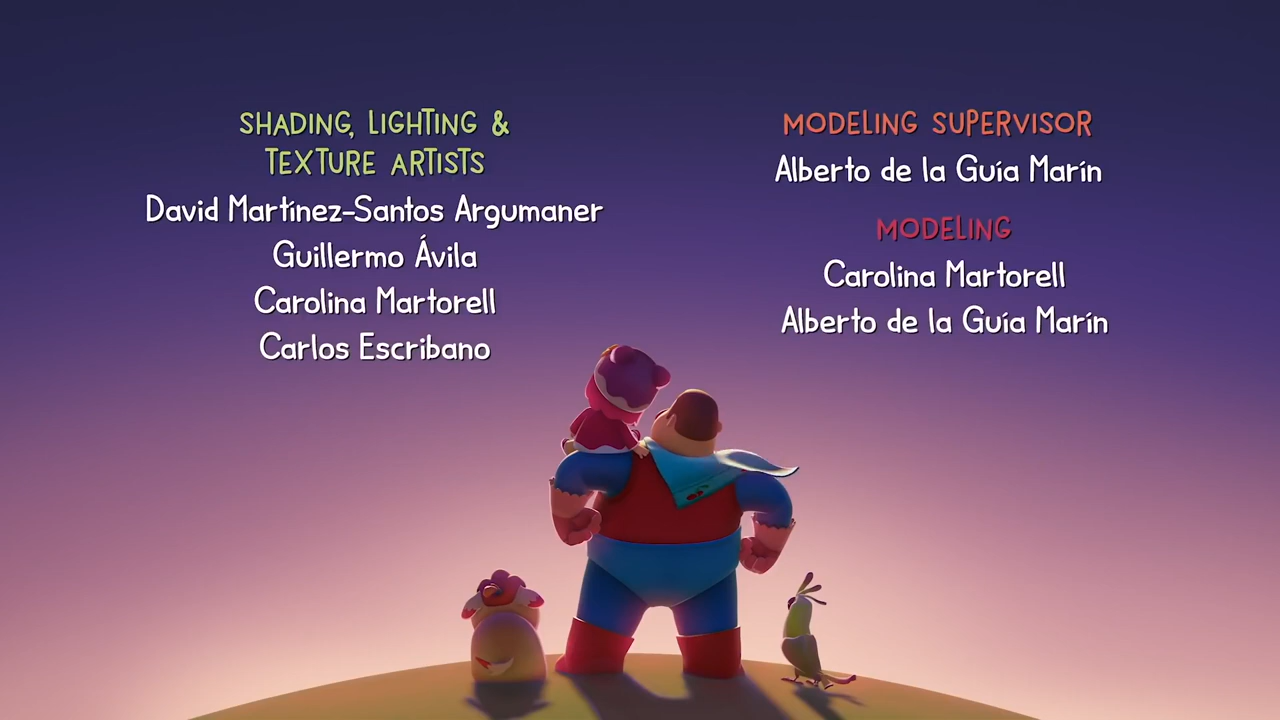 SHADING, LIGHTING &
TEXTURE ARTISTS
David Martínez-Santos Argumaner
Guillermo Ávila
Carolina Martorell
Carlos Escribano
MODELING SUPERVISOR
Alberto de la Guía Marín
MODELING
Carolina Martorell
Alberto de la Guía Marín